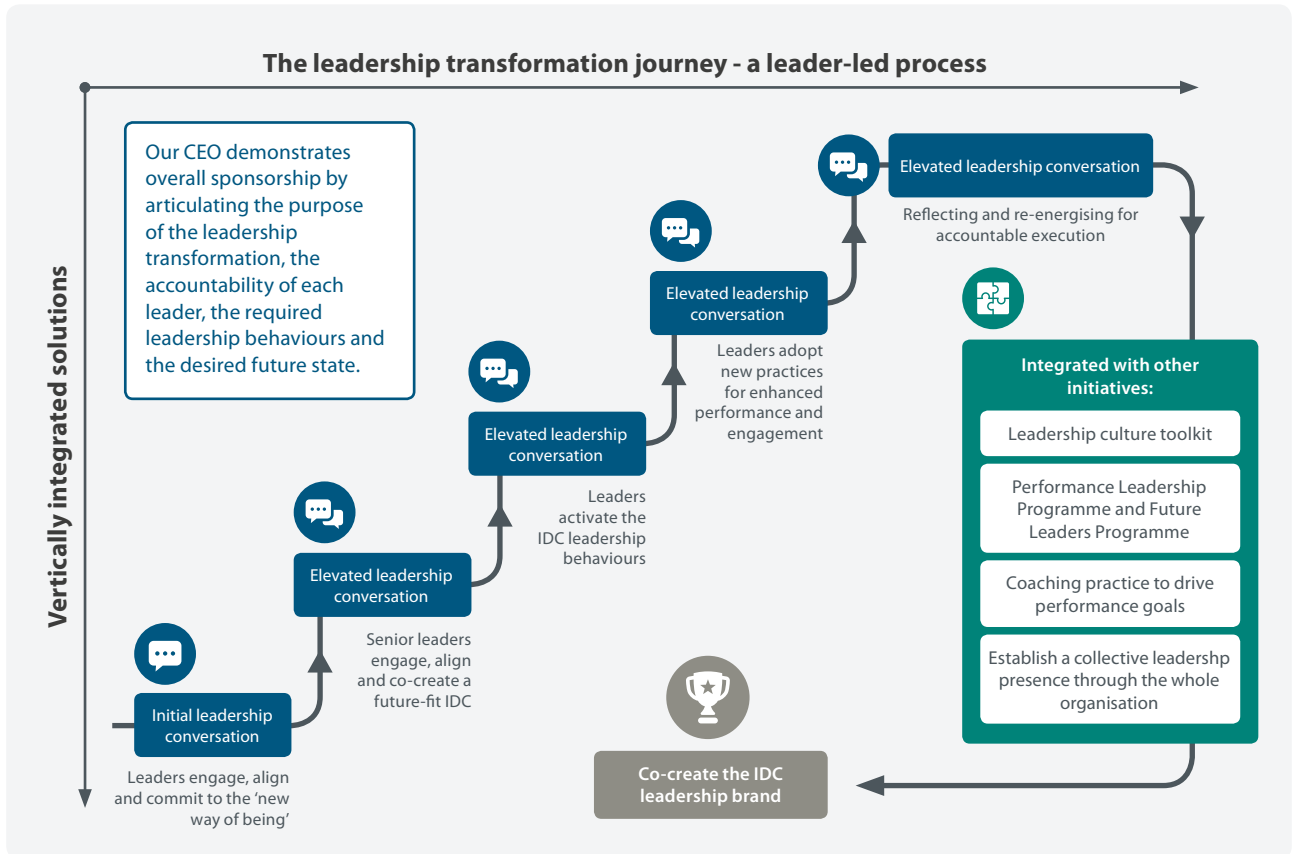 The leadership transformation journey - a leader-led process
Vertically integrated solutions
Our CEO demonstrates
overall sponsorship by
articulating the purpose
of the leadership
transformation, the
accountability of each
leader, the required
leadership behaviours and
the desired future state.
Initial leadership
conversation
Leaders engage, align
and commit to the ‘new
way of being’
Elevated leadership
conversation
Senior leaders
engage, align
and co-create a
future-fit IDC
Elevated leadership
conversation
Leaders
activate the
IDC leadership
behaviours
Elevated leadership
conversation
Leaders adopt
new practices
for enhanced
performance and
engagement
Elevated leadership conversation
Reflecting and re-energising for
accountable execution
Integrated with other
initiatives:
Leadership culture toolkit
Performance Leadership
Programme and Future
Leaders Programme
Coaching practice to drive
performance goals
Establish a collective leadershp
presence through the whole
organisation
Co-create the IDC
leadership brand